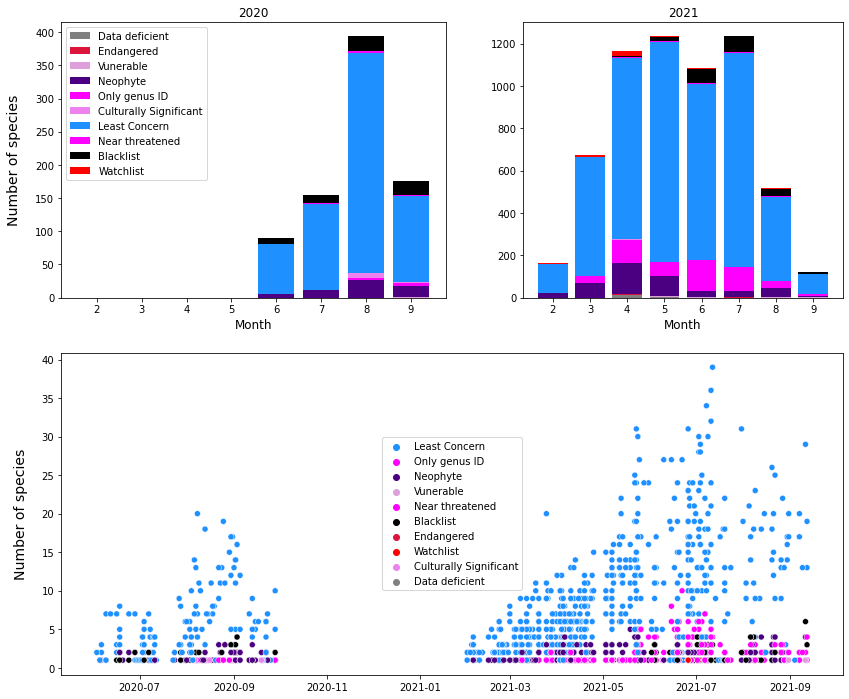 2020
Number of species
400
350
300
250
200
150
100
50
0
Data deficient
Endangered
Vunerable
Neophyte
Only genus ID
Culturally Significant
Least Concern
Near threatened
Blacklist
Watchlist
2 3 4 5 6 7 8 9
Month
2021
1200
1000
800
600
400
200
0
2 3 4 5 6 7 8 9
Month
Number of species
40
35
30
25
20
15
10
5
0
Least Concern
Only genus ID
Neophyte
Vunerable
Near threatened
Blacklist
Endangered
Watchlist
Culturally Significant
Data deficient
2020-07 2020-09 2020-11 2021-01 2021-03 2021-05 2021-07 2021-09